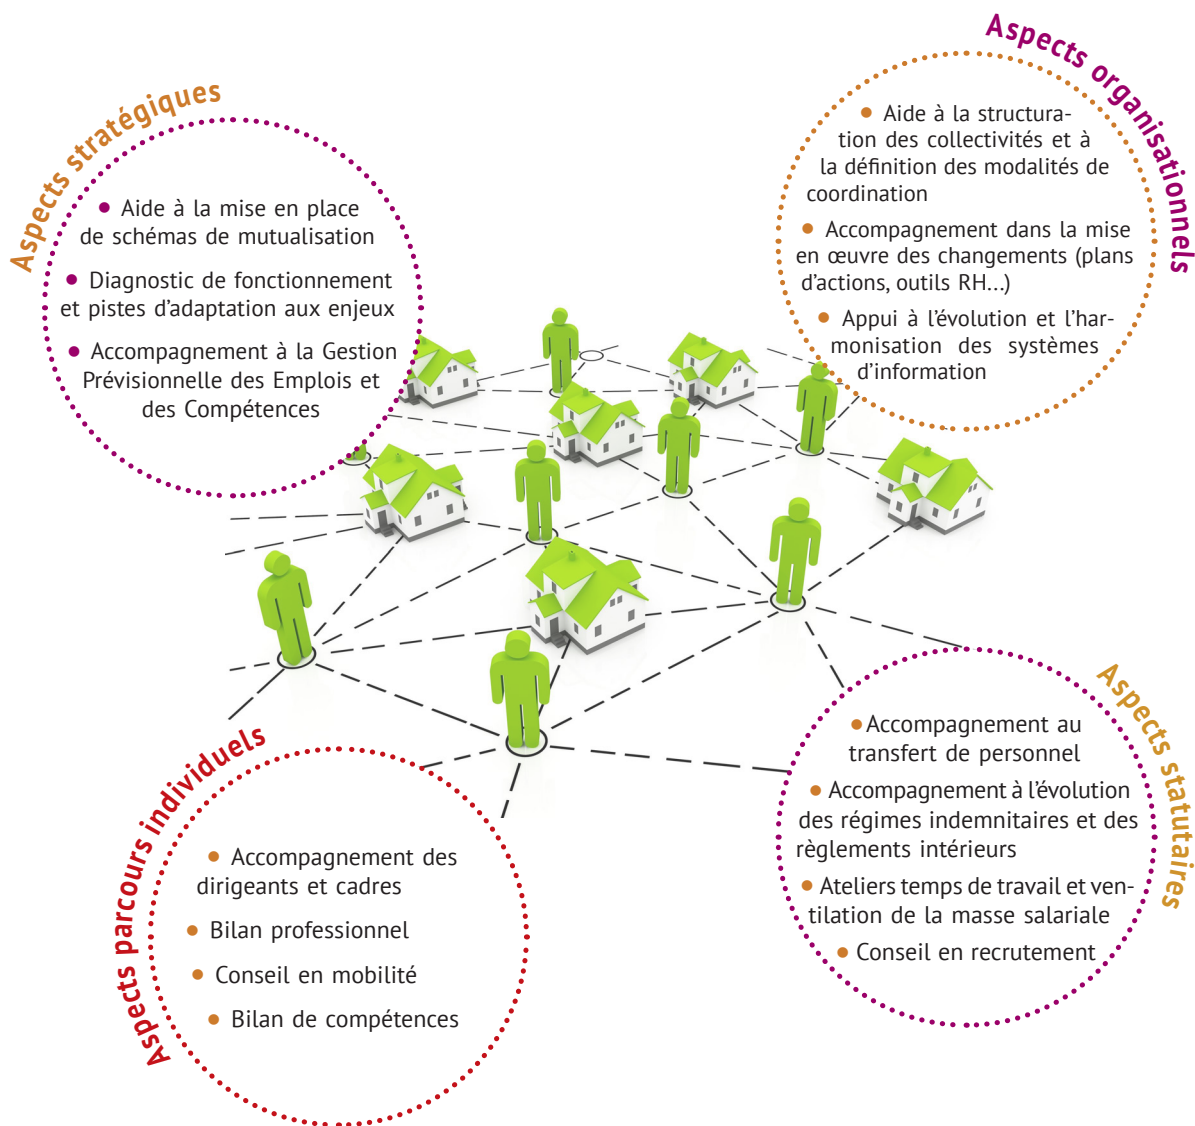 Aspects stratégiques
● Aide à la mise en place
de schémas de mutualisation
● Diagnostic de fonctionnement
et pistes d’adaptation aux enjeux
● Accompagnement à la Gestion
Prévisionnelle des Emplois et
des Compétences
Aspects organisationnels
● Aide à la structura-
tion des collectivités et à
la définition des modalités de
coordination
● Accompagnement dans la mise
en œuvre des changements (plans
d’actions, outils RH...)
● Appui à l’évolution et l’har-
monisation des systèmes
d’information
Aspects parcours individuels
● Accompagnement des
dirigeants et cadres
● Bilan professionnel
● Conseil en mobilité
● Bilan de compétences
Aspects statutaires
● Accompagnement au
transfert de personnel
● Accompagnement à l’évolution
des régimes indemnitaires et des
règlements intérieurs
● Ateliers temps de travail et ven-
tilation de la masse salariale
● Conseil en recrutement